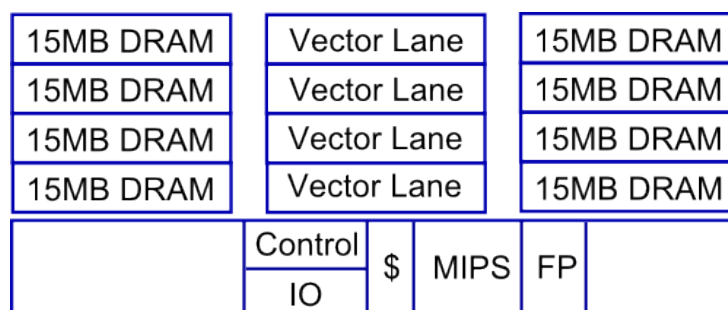 15MB DRAM Vector Lane 15MB DRAM
15MB DRAM Vector Lane 15MB DRAM
15MB DRAM Vector Lane 15MB DRAM
15MB DRAM Vector Lane 15MB DRAM
Control
$ MIPS FP
IO